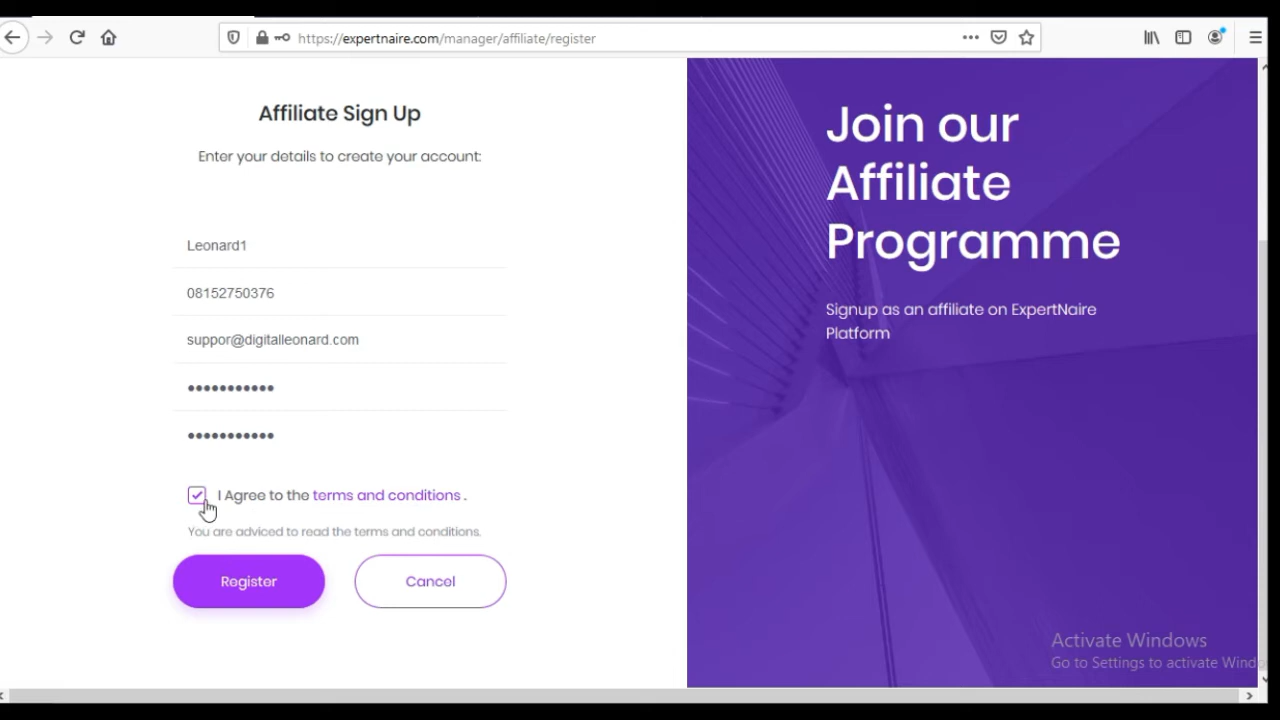 https://expertnaire.com/manager/affiliate/register
Affiliate Sign Up
Enter your details to create your account:
Leonard1
08152750376
suppor@digitalleonard.com
•••••••••••
•••••••••••
I Agree to the terms and conditions .
You are adviced to read the terms and conditions.
Register
Cancel
Join our
Affiliate
Programme
Signup as an affiliate on ExpertNaire
Platform
Activate Windows
Go to Settings to activate Windo